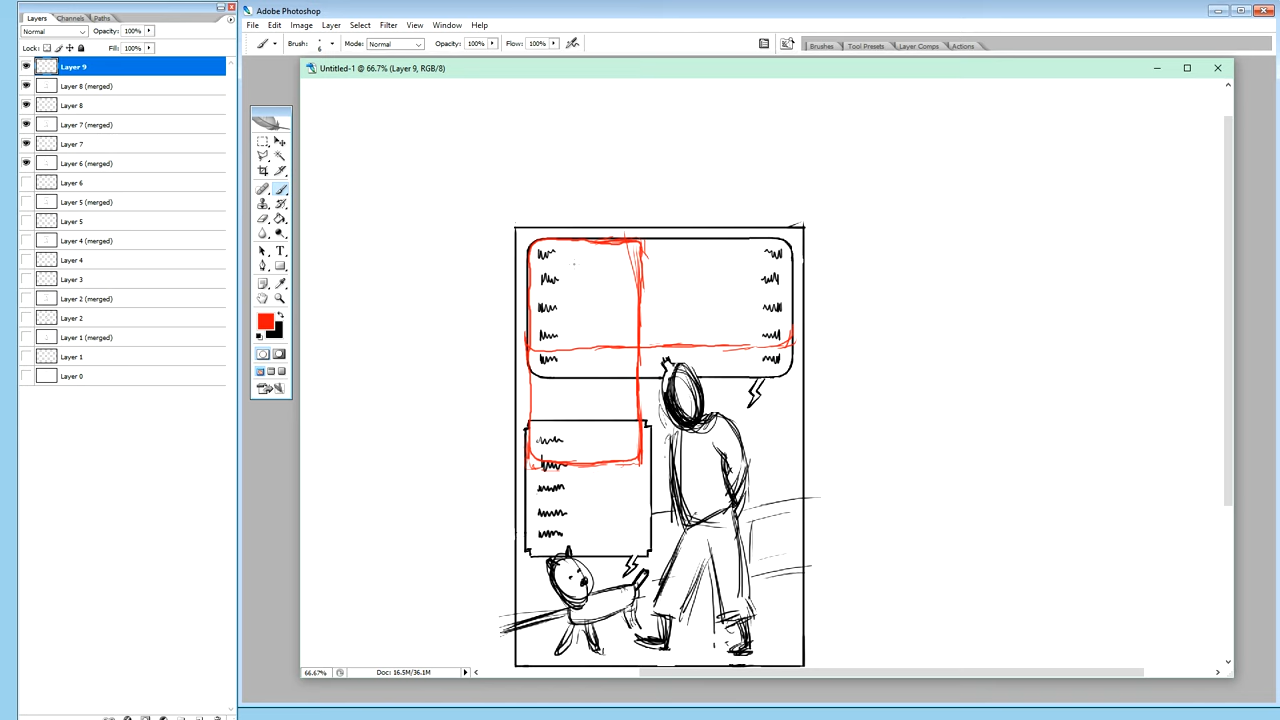 Layers Channels Paths
Normal Opacity: 100%
Lock: Fill: 100%
Layer 9
Layer 8 (merged)
Layer 8
Layer 7 (merged)
Layer 7
Layer 6 (merged)
Layer 6
Layer 5 (merged)
Layer 5
Layer 4 (merged)
Layer 4
Layer 3
Layer 2 (merged)
Layer 2
Layer 1 (merged)
Layer 1
Layer 0
Adobe Photoshop
File Edit Image Layer Select Filter View Window Help
Brush: 6 Mode: Normal Opacity: 100% Flow: 100% Brushes Tool Presets Layer Comps Actions
Untitled-1 @ 66.7% (Layer 9, RGB/8)
66.67% Doc: 16.5M/36.1M